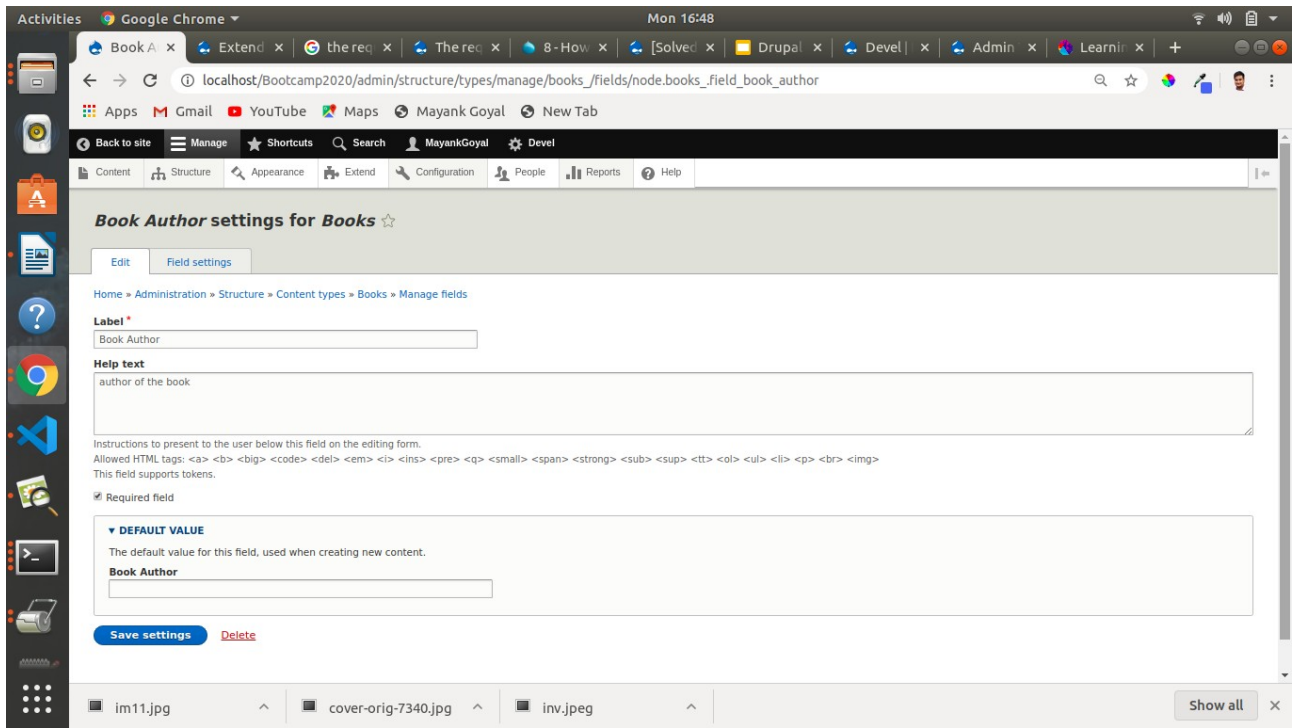 Activities Google Chrome Mon 16:48
Book A Extend the req The req 8 - How [Solved Drupal Devel | Admin Learnin
localhost/Bootcamp2020/admin/structure/types/manage/books_/fields/node.books_.field_book_author
Apps Gmail YouTube Maps Mayank Goyal New Tab
Back to site Manage Shortcuts Search MayankGoyal Devel
Content Structure Appearance Extend Configuration People Reports Help
Book Author settings for Books
Edit Field settings
Home » Administration » Structure » Content types » Books » Manage fields
Label *
Book Author
Help text
author of the book
Instructions to present to the user below this field on the editing form.
Allowed HTML tags: <a> <b> <big> <code> <del> <em> <i> <ins> <pre> <q> <small> <span> <strong> <sub> <sup> <tt> <ol> <ul> <li> <p> <br> <img>
This field supports tokens.
Required field
DEFAULT VALUE
The default value for this field, used when creating new content.
Book Author
Save settings Delete
im11.jpg cover-orig-7340.jpg inv.jpeg Show all